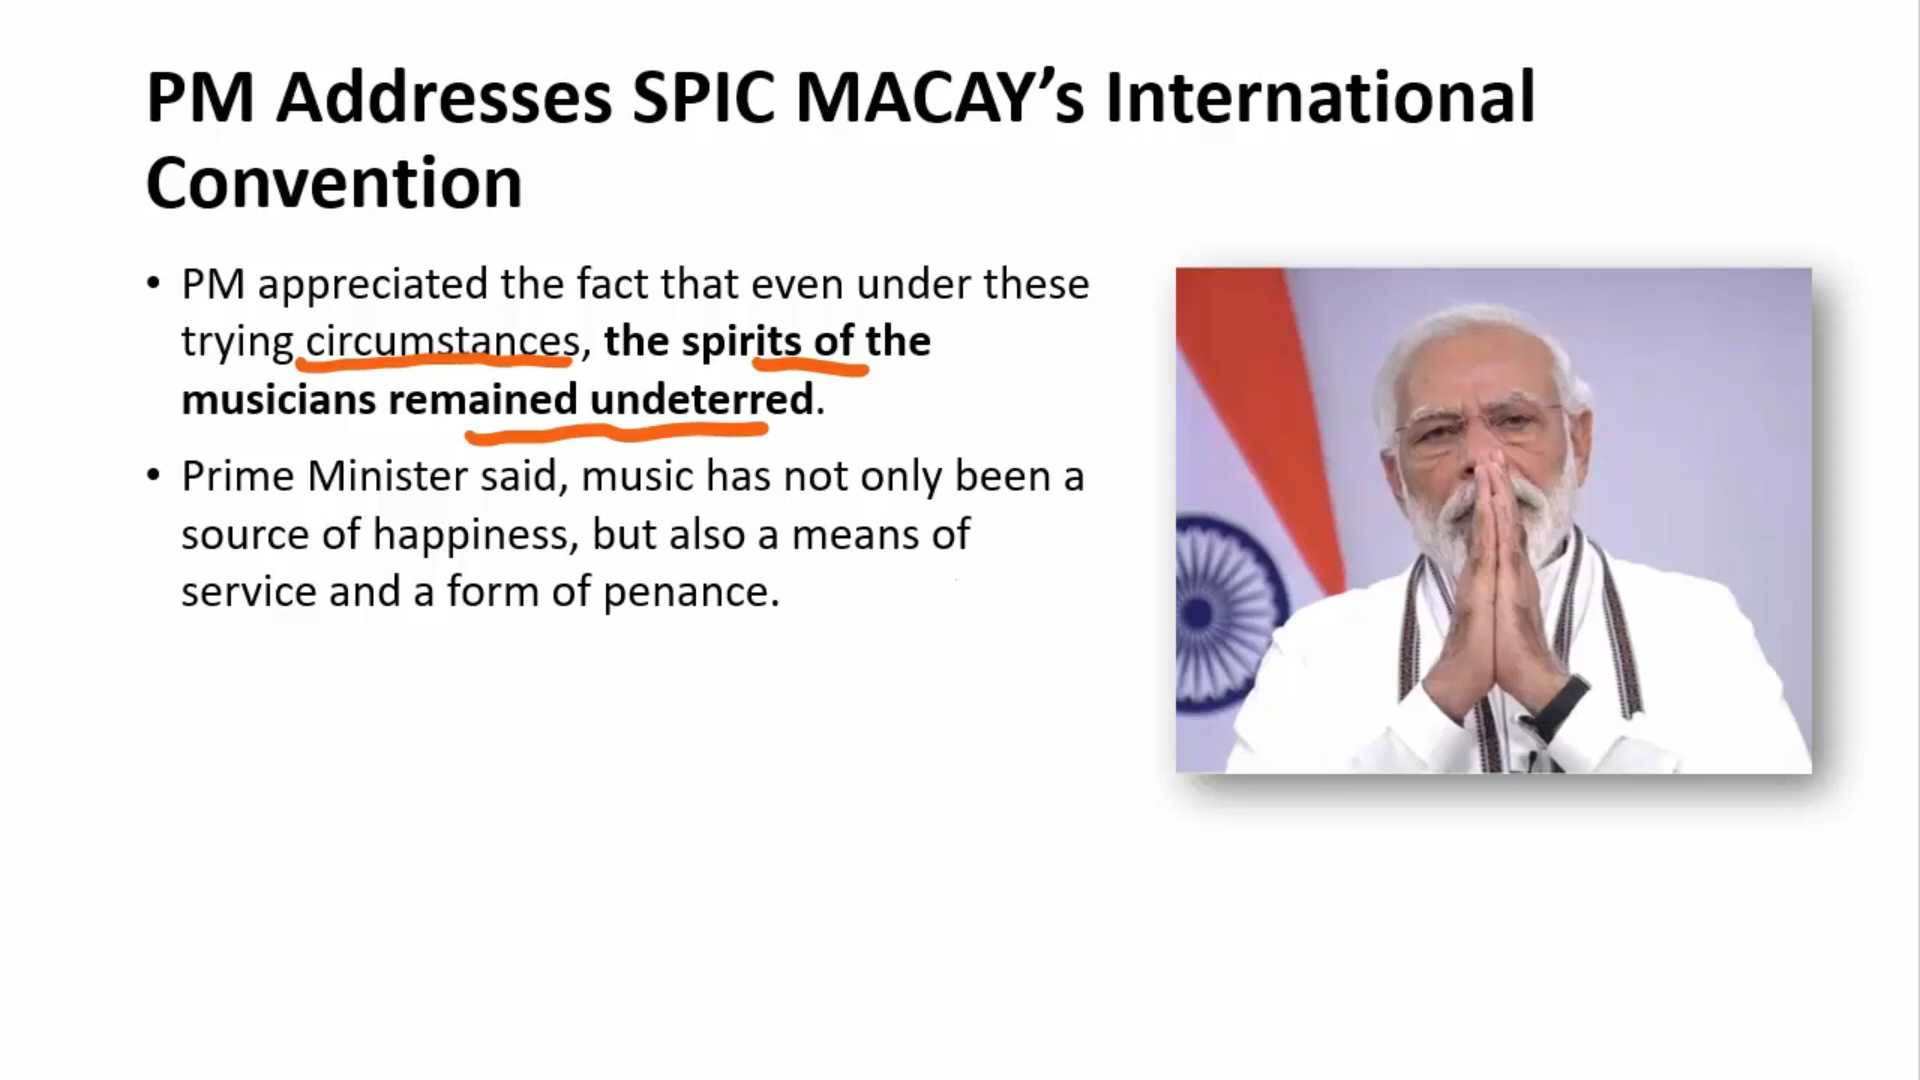 PM Addresses SPIC MACAY’s International
Convention
• PM appreciated the fact that even under these
trying circumstances, the spirits of the
musicians remained undeterred.
• Prime Minister said, music has not only been a
source of happiness, but also a means of
service and a form of penance.